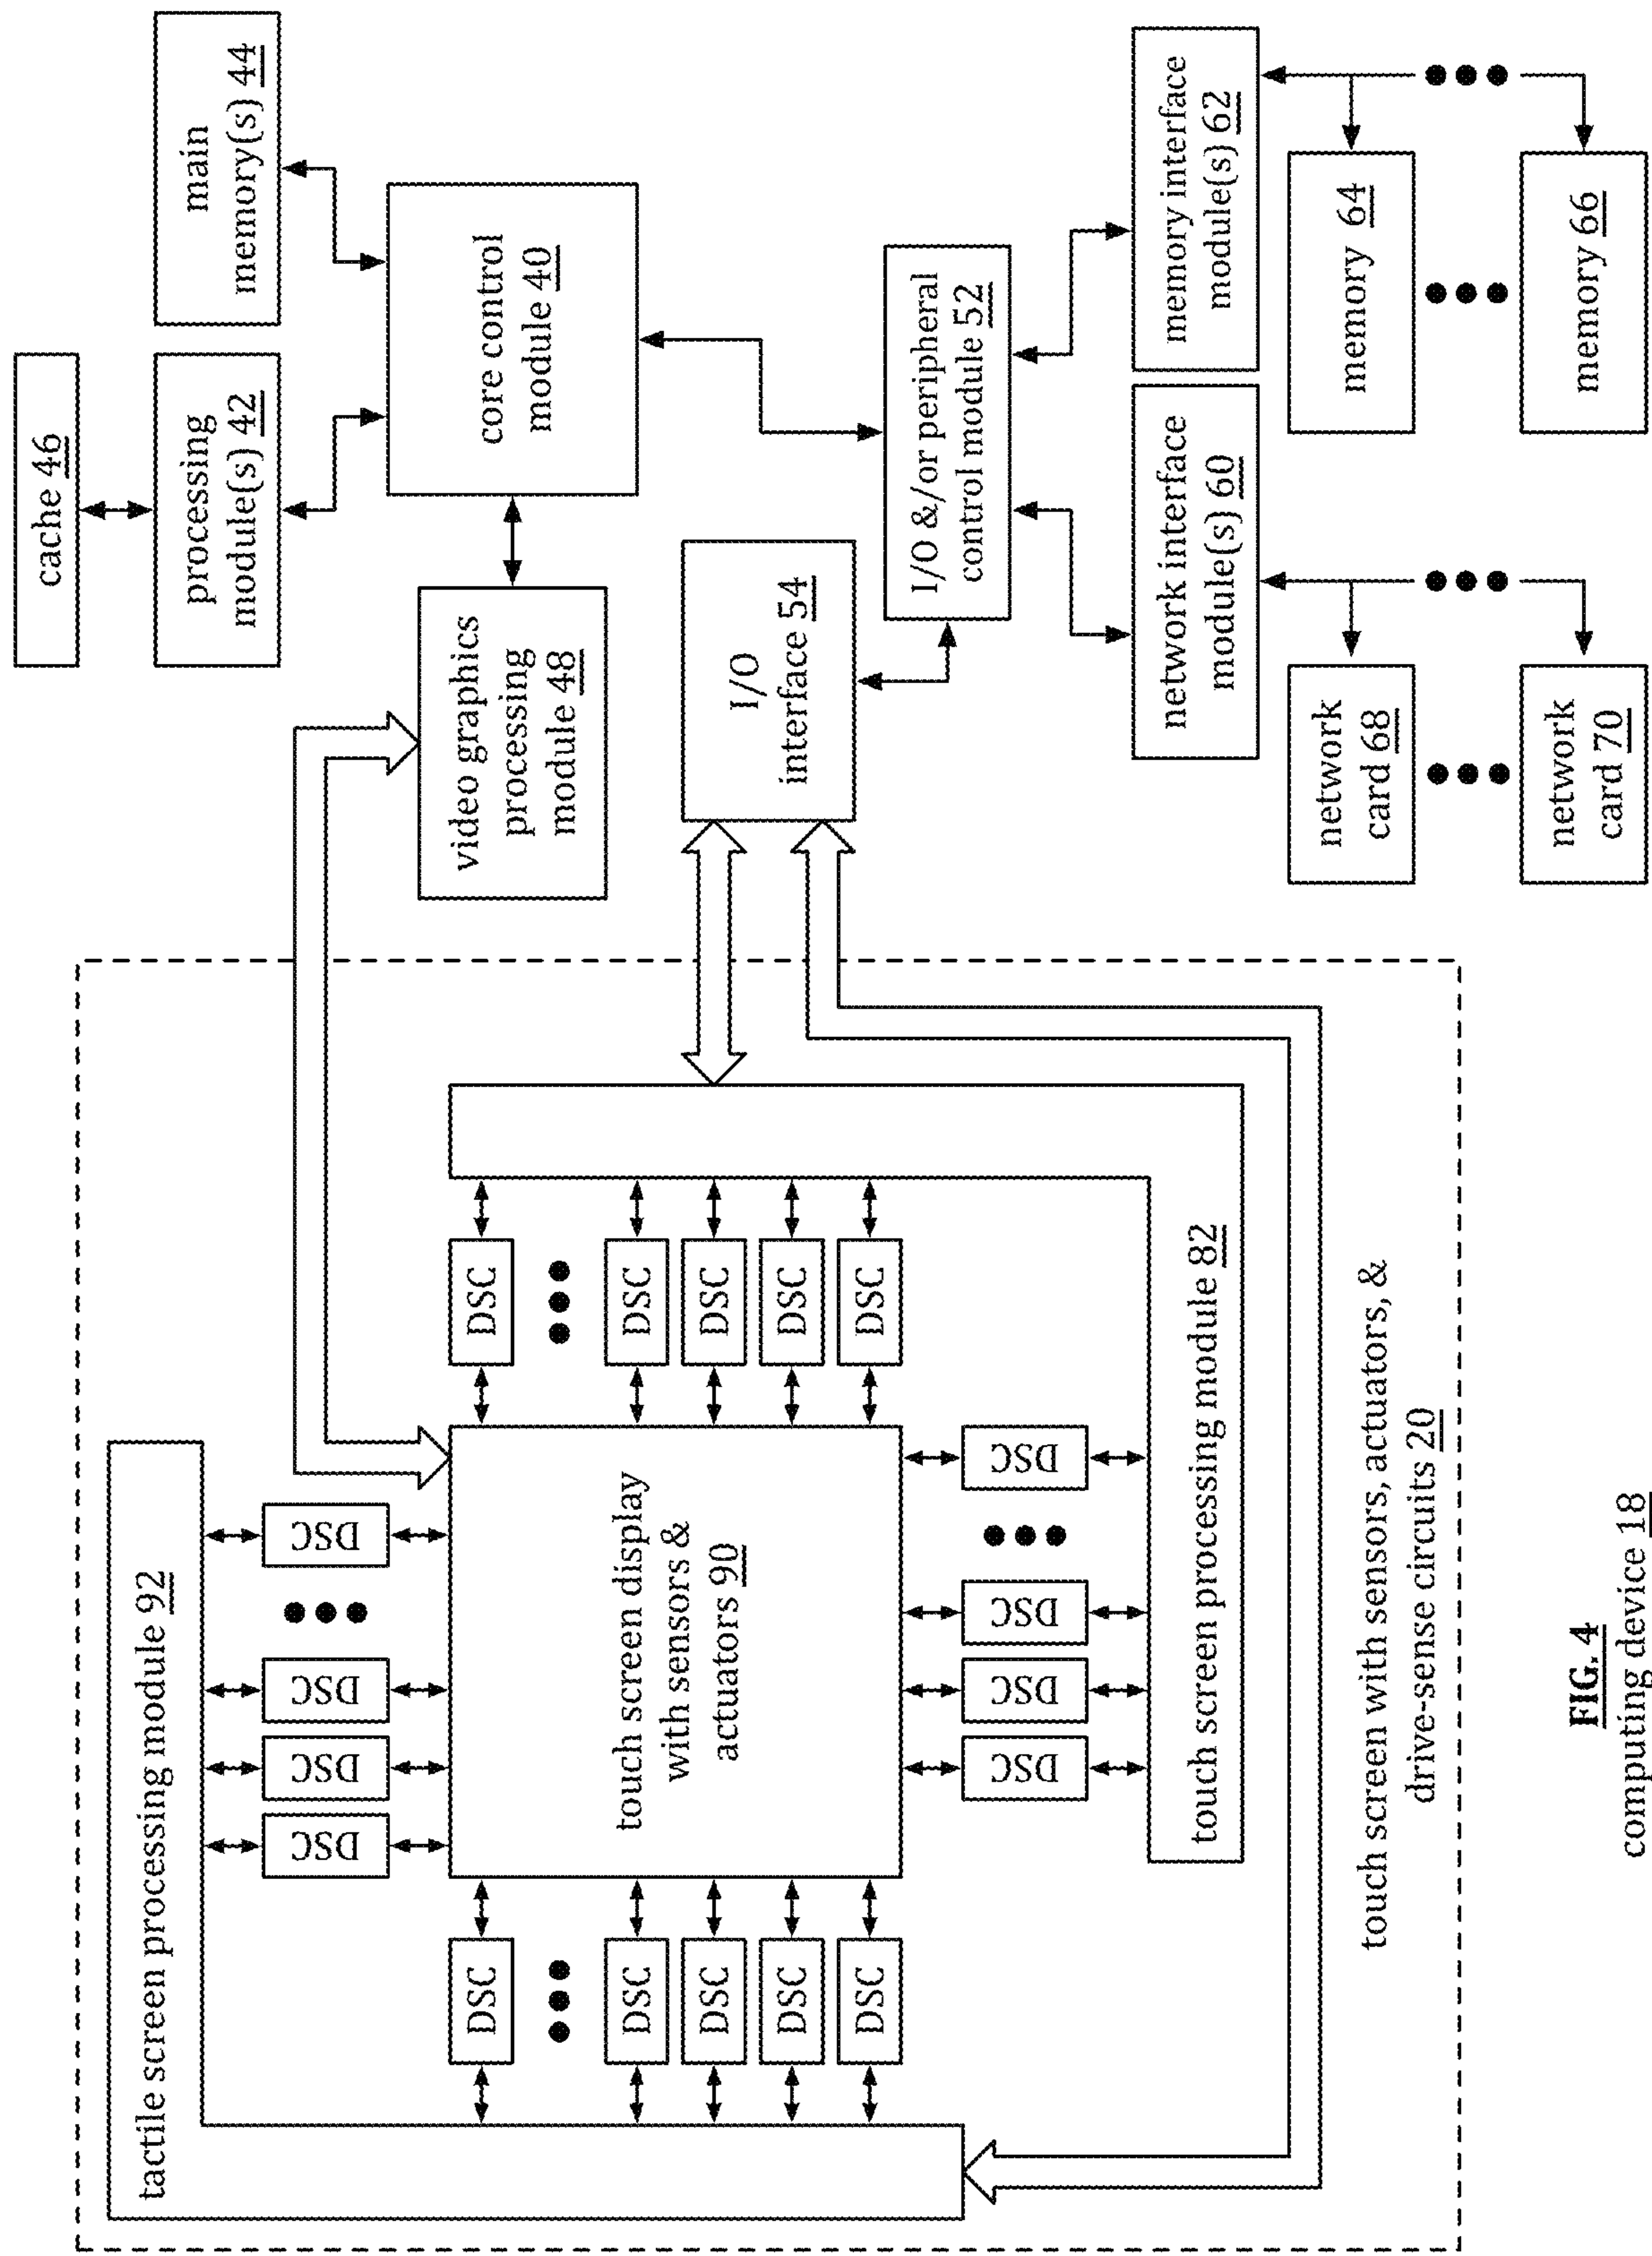 cache 46
processing
module(s) 42
main
memory(s) 44
core control
module 40
video graphics
processing
module 48
I/O
interface 54
I/O &/or peripheral
control module 52
network interface
module(s) 60
memory interface
module(s) 62
network
card 68
network
card 70
memory 64
memory 66
tactile screen processing module 92
DSC
DSC
DSC
DSC
DSC
DSC
DSC
DSC
DSC
touch screen display
with sensors &
actuators 90
DSC
DSC
DSC
DSC
DSC
DSC
DSC
DSC
DSC
touch screen processing module 82
touch screen with sensors, actuators, &
drive-sense circuits 20
FIG. 4
computing device 18